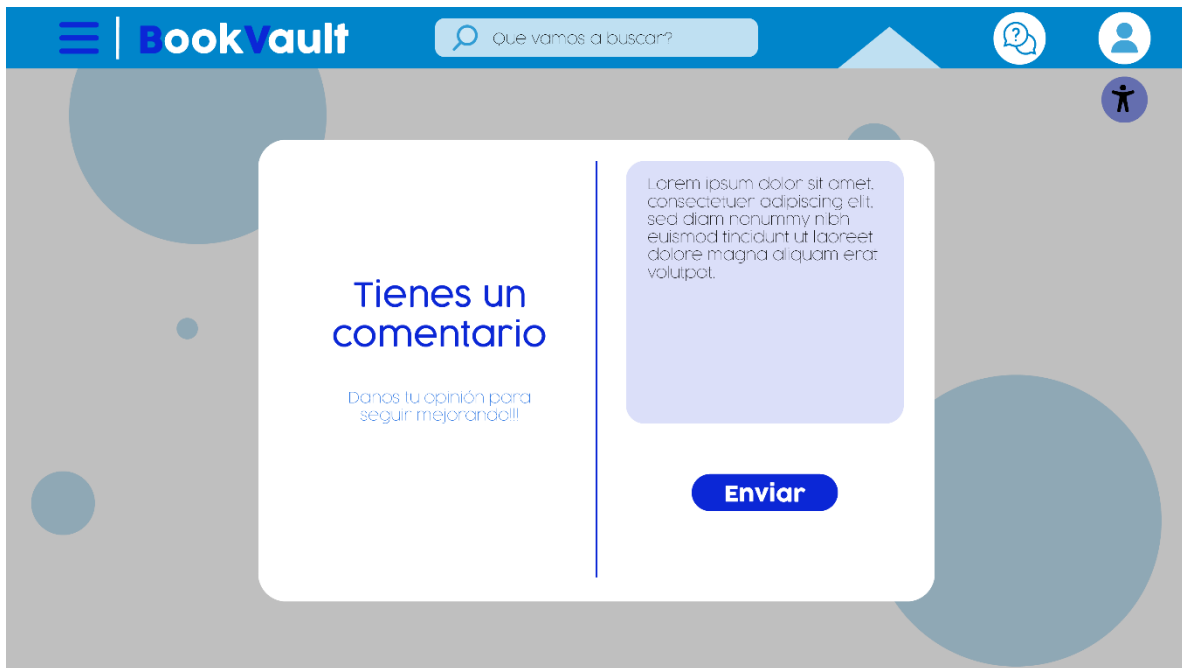 BookVault
Que vamos a buscar?
Tienes un
comentario
Danos tu opinión para
seguir mejorando!!!
Lorem ipsum dolor sit amet,
consectetuer adipiscing elit,
sed diam nonummy nibh
euismod tincidunt ut laoreet
dolore magna aliquam erat
volutpat.
Enviar